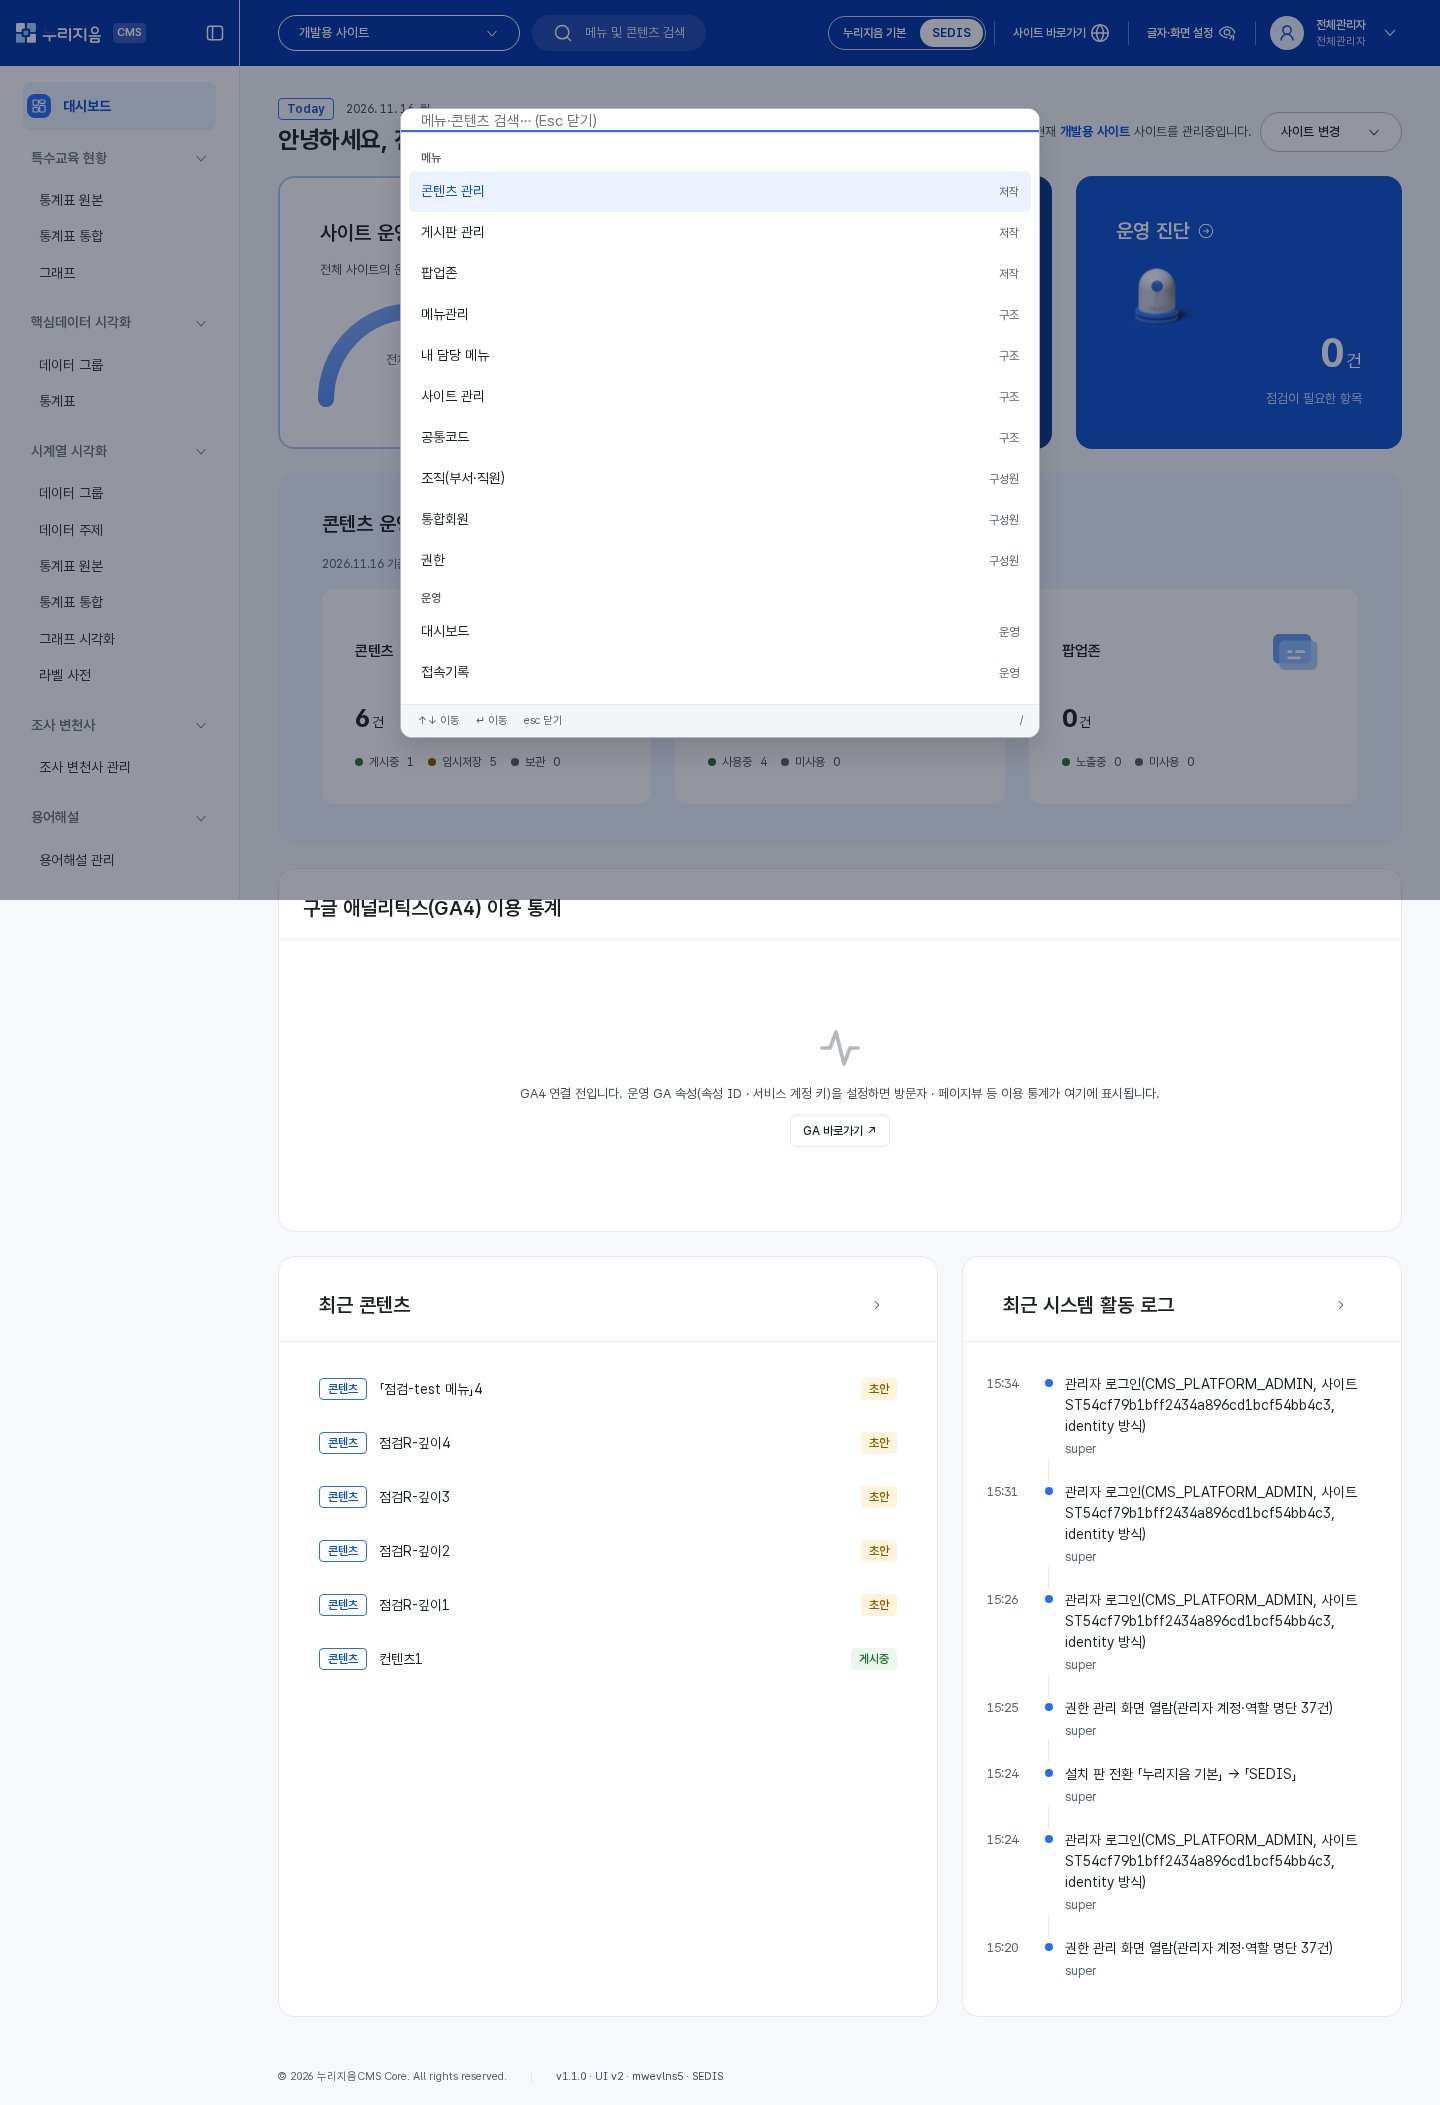 누리지음 CMS
개발용 사이트
메뉴 및 콘텐츠 검색
누리지음 기본 SEDIS
사이트 바로가기
글자·화면 설정
전체관리자
전체관리자
대시보드
특수교육 현황
통계표 원본
통계표 통합
그래프
핵심데이터 시각화
데이터 그룹
통계표
시계열 시각화
데이터 그룹
데이터 주제
통계표 원본
통계표 통합
그래프 시각화
라벨 사전
조사 변천사
조사 변천사 관리
용어해설
용어해설 관리
Today 2026. 11. 16. 월
안녕하세요,
현재 개발용 사이트 사이트를 관리중입니다.
사이트 변경
사이트 운영
전체 사이트의 운
전체
운영 진단
0건
점검이 필요한 항목
메뉴·콘텐츠 검색… (Esc 닫기)
메뉴
콘텐츠 관리 저작
게시판 관리 저작
팝업존 저작
메뉴관리 구조
내 담당 메뉴 구조
사이트 관리 구조
공통코드 구조
조직(부서·직원) 구성원
통합회원 구성원
권한 구성원
운영
대시보드 운영
접속기록 운영
↑↓ 이동 ↵ 이동 esc 닫기 /
콘텐츠 운영
2026.11.16 기준
콘텐츠
6건
게시중 1 임시저장 5 보관 0
사용중 4 미사용 0
팝업존
0건
노출중 0 미사용 0
구글 애널리틱스(GA4) 이용 통계
GA4 연결 전입니다. 운영 GA 속성(속성 ID · 서비스 계정 키)을 설정하면 방문자 · 페이지뷰 등 이용 통계가 여기에 표시됩니다.
GA 바로가기 ↗
최근 콘텐츠
콘텐츠 「점검-test 메뉴」4 초안
콘텐츠 점검R-깊이4 초안
콘텐츠 점검R-깊이3 초안
콘텐츠 점검R-깊이2 초안
콘텐츠 점검R-깊이1 초안
콘텐츠 컨텐츠1 게시중
최근 시스템 활동 로그
15:34 관리자 로그인(CMS_PLATFORM_ADMIN, 사이트
ST54cf79b1bff2434a896cd1bcf54bb4c3,
identity 방식)
super
15:31 관리자 로그인(CMS_PLATFORM_ADMIN, 사이트
ST54cf79b1bff2434a896cd1bcf54bb4c3,
identity 방식)
super
15:26 관리자 로그인(CMS_PLATFORM_ADMIN, 사이트
ST54cf79b1bff2434a896cd1bcf54bb4c3,
identity 방식)
super
15:25 권한 관리 화면 열람(관리자 계정·역할 명단 37건)
super
15:24 설치 판 전환 「누리지음 기본」 → 「SEDIS」
super
15:24 관리자 로그인(CMS_PLATFORM_ADMIN, 사이트
ST54cf79b1bff2434a896cd1bcf54bb4c3,
identity 방식)
super
15:20 권한 관리 화면 열람(관리자 계정·역할 명단 37건)
super
© 2026 누리지음CMS Core. All rights reserved.
v1.1.0 · UI v2 · mwevlns5 · SEDIS